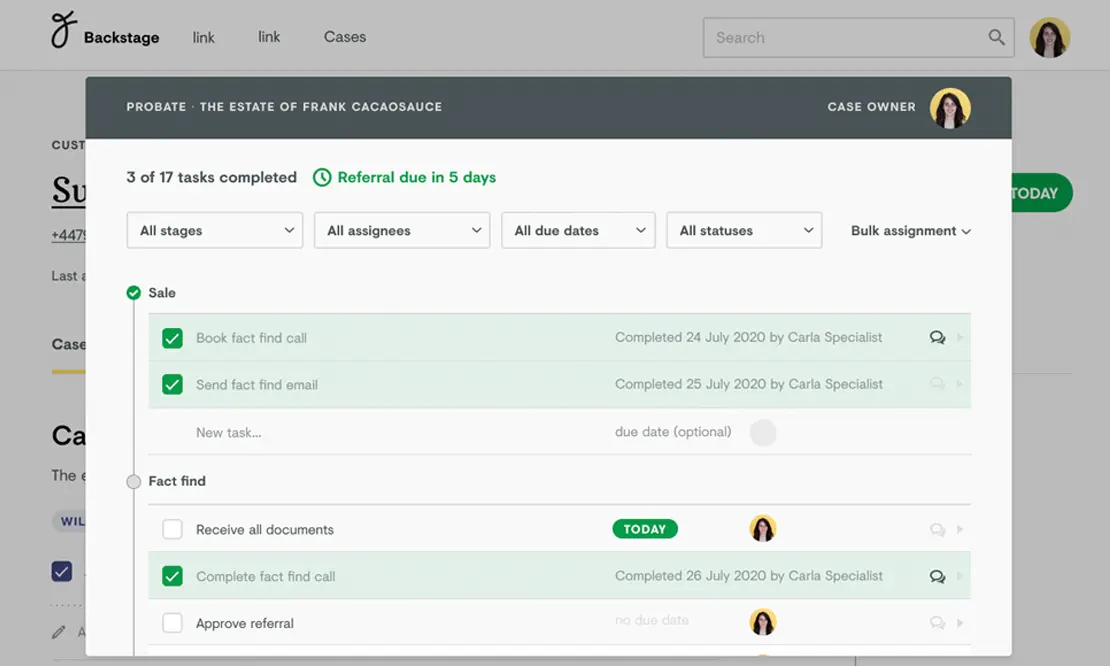 Backstage link link Cases Search
PROBATE · THE ESTATE OF FRANK CACAOSAUCE CASE OWNER
CUST
3 of 17 tasks completed Referral due in 5 days
Su
TODAY
+447
All stages All assignees All due dates All statuses Bulk assignment
Last a
Sale
Book fact find call Completed 24 July 2020 by Carla Specialist
Case
Send fact find email Completed 25 July 2020 by Carla Specialist
New task... due date (optional)
Ca
The e
Fact find
WIL
Receive all documents TODAY
Complete fact find call Completed 26 July 2020 by Carla Specialist
Approve referral no due date
A